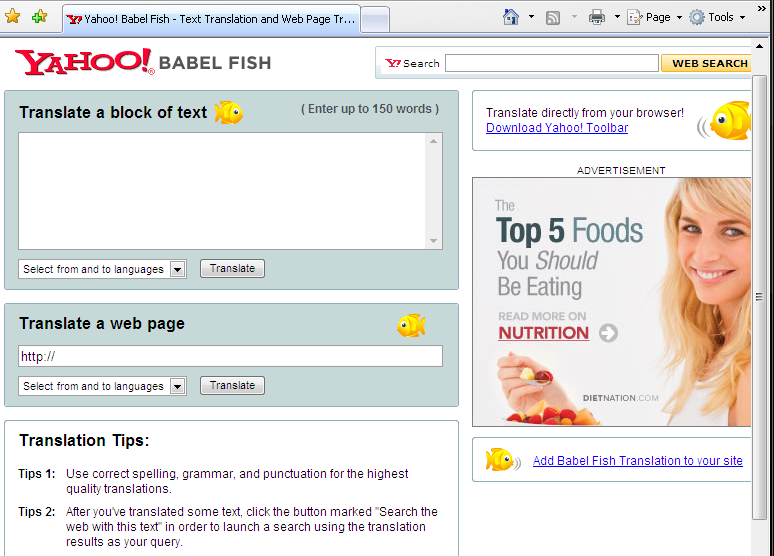 Yahoo! Babel Fish - Text Translation and Web Page Tr...
Page
Tools
YAHOO! BABEL FISH
Y! Search
WEB SEARCH
Translate a block of text
( Enter up to 150 words )
Select from and to languages
Translate
Translate a web page
http://
Select from and to languages
Translate
Translation Tips:
Tips 1: Use correct spelling, grammar, and punctuation for the highest
quality translations.
Tips 2: After you've translated some text, click the button marked "Search the
web with this text" in order to launch a search using the translation
results as your query.
Translate directly from your browser!
Download Yahoo! Toolbar
ADVERTISEMENT
The
Top 5 Foods
You Should
Be Eating
READ MORE ON
NUTRITION
DIETNATION.COM
Add Babel Fish Translation to your site